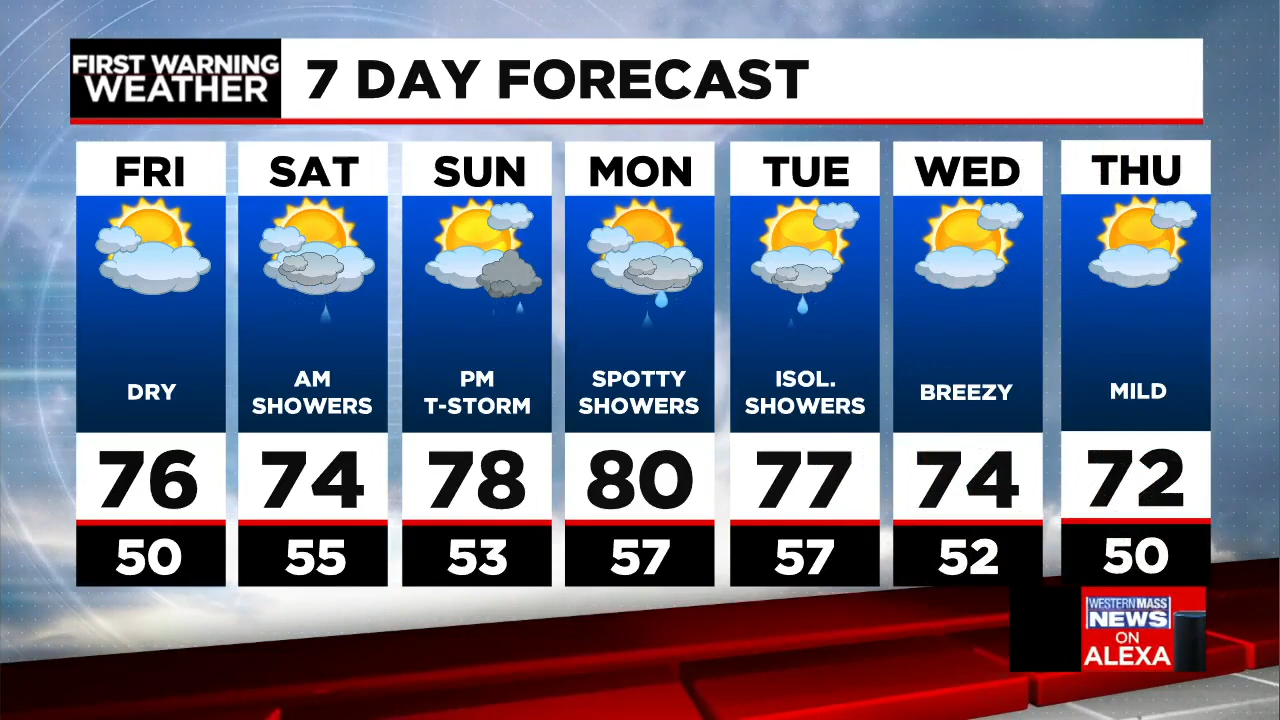 FIRST WARNING
WEATHER
7 DAY FORECAST
FRI
SAT
SUN
MON
TUE
WED
THU
DRY
AM
SHOWERS
PM
T-STORM
SPOTTY
SHOWERS
ISOL.
SHOWERS
BREEZY
MILD
76
74
78
80
77
74
72
50
55
53
57
57
52
50
WESTERN MASS
NEWS
ON
ALEXA